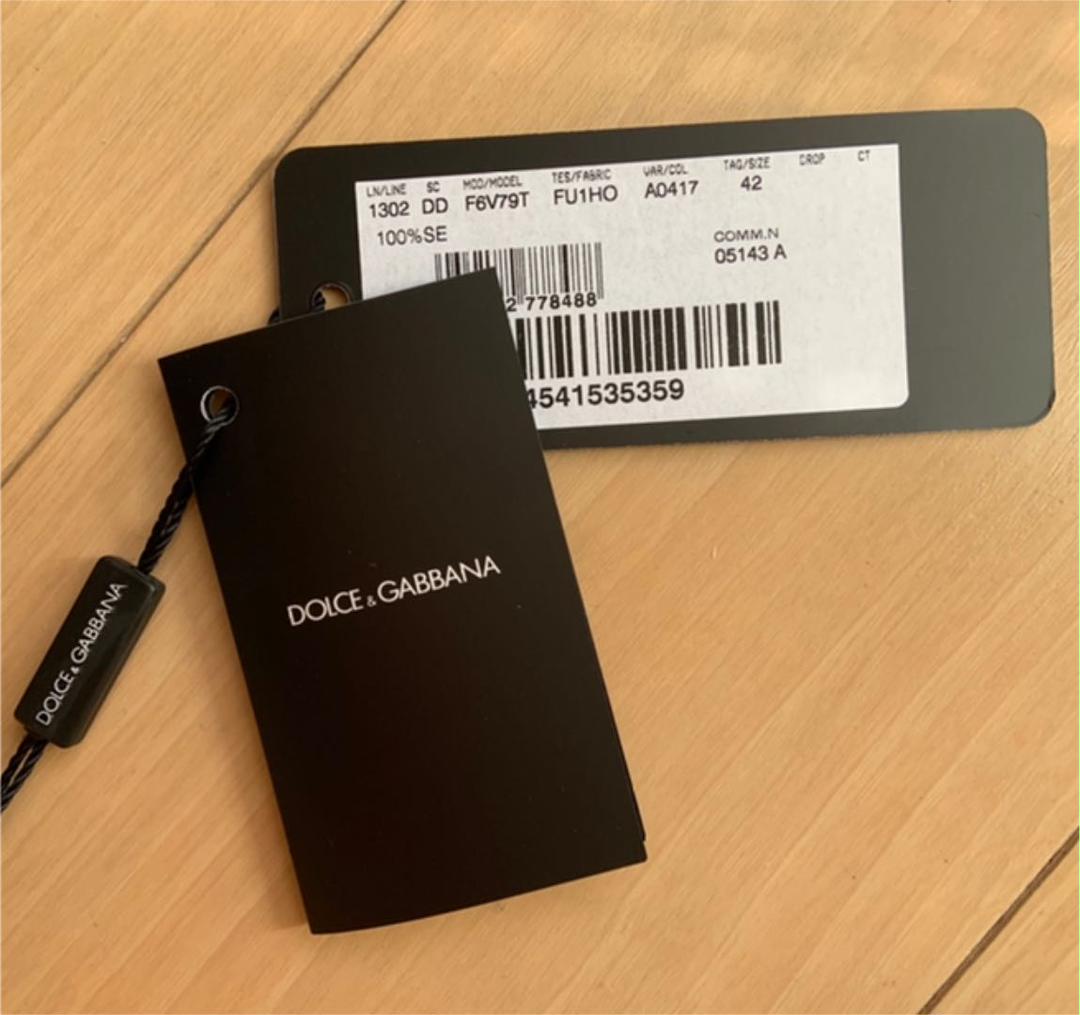 LN/LINE SC MOD/MODEL TES/FABRIC VAR/COL TAG/SIZE DROP CT
1302 DD F6V79T FU1HO A0417 42
100%SE
COMM.N
05143 A
2 778488
4541535359
DOLCE & GABBANA
DOLCE & GABBANA